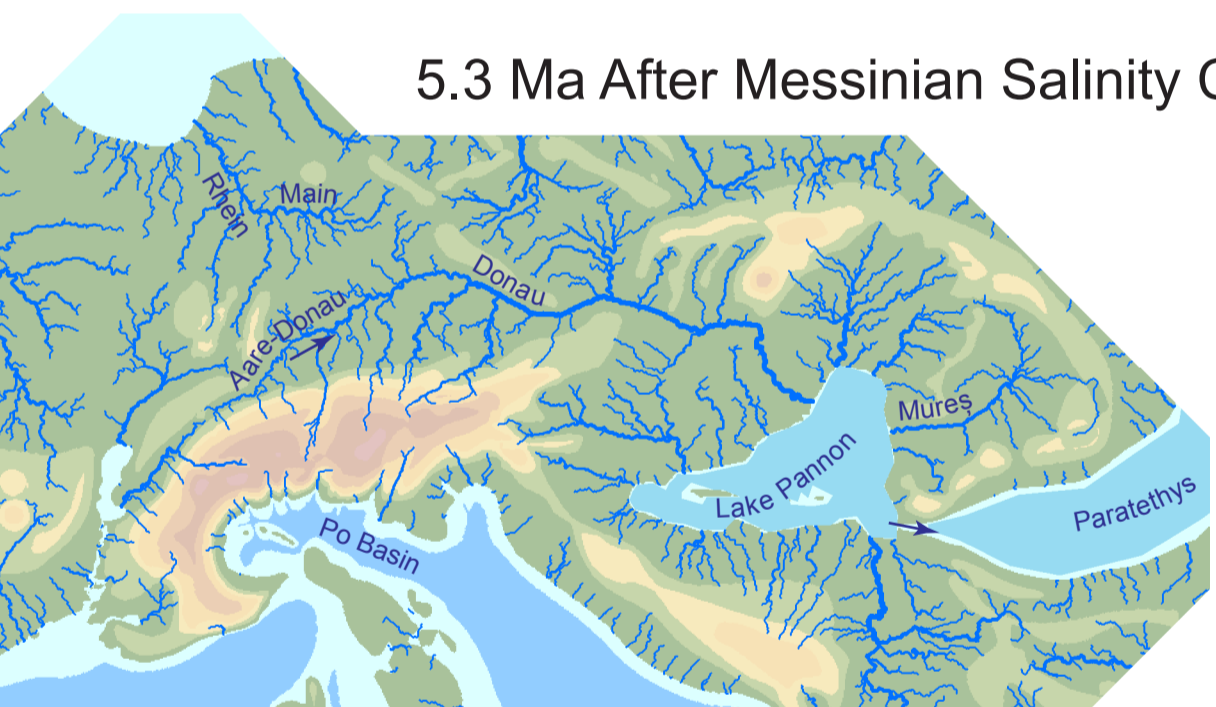 5.3 Ma After Messinian Salinity
Rhein
Main
Donau
Aare-Donau
Mureș
Lake Pannon
Paratethys
Po Basin